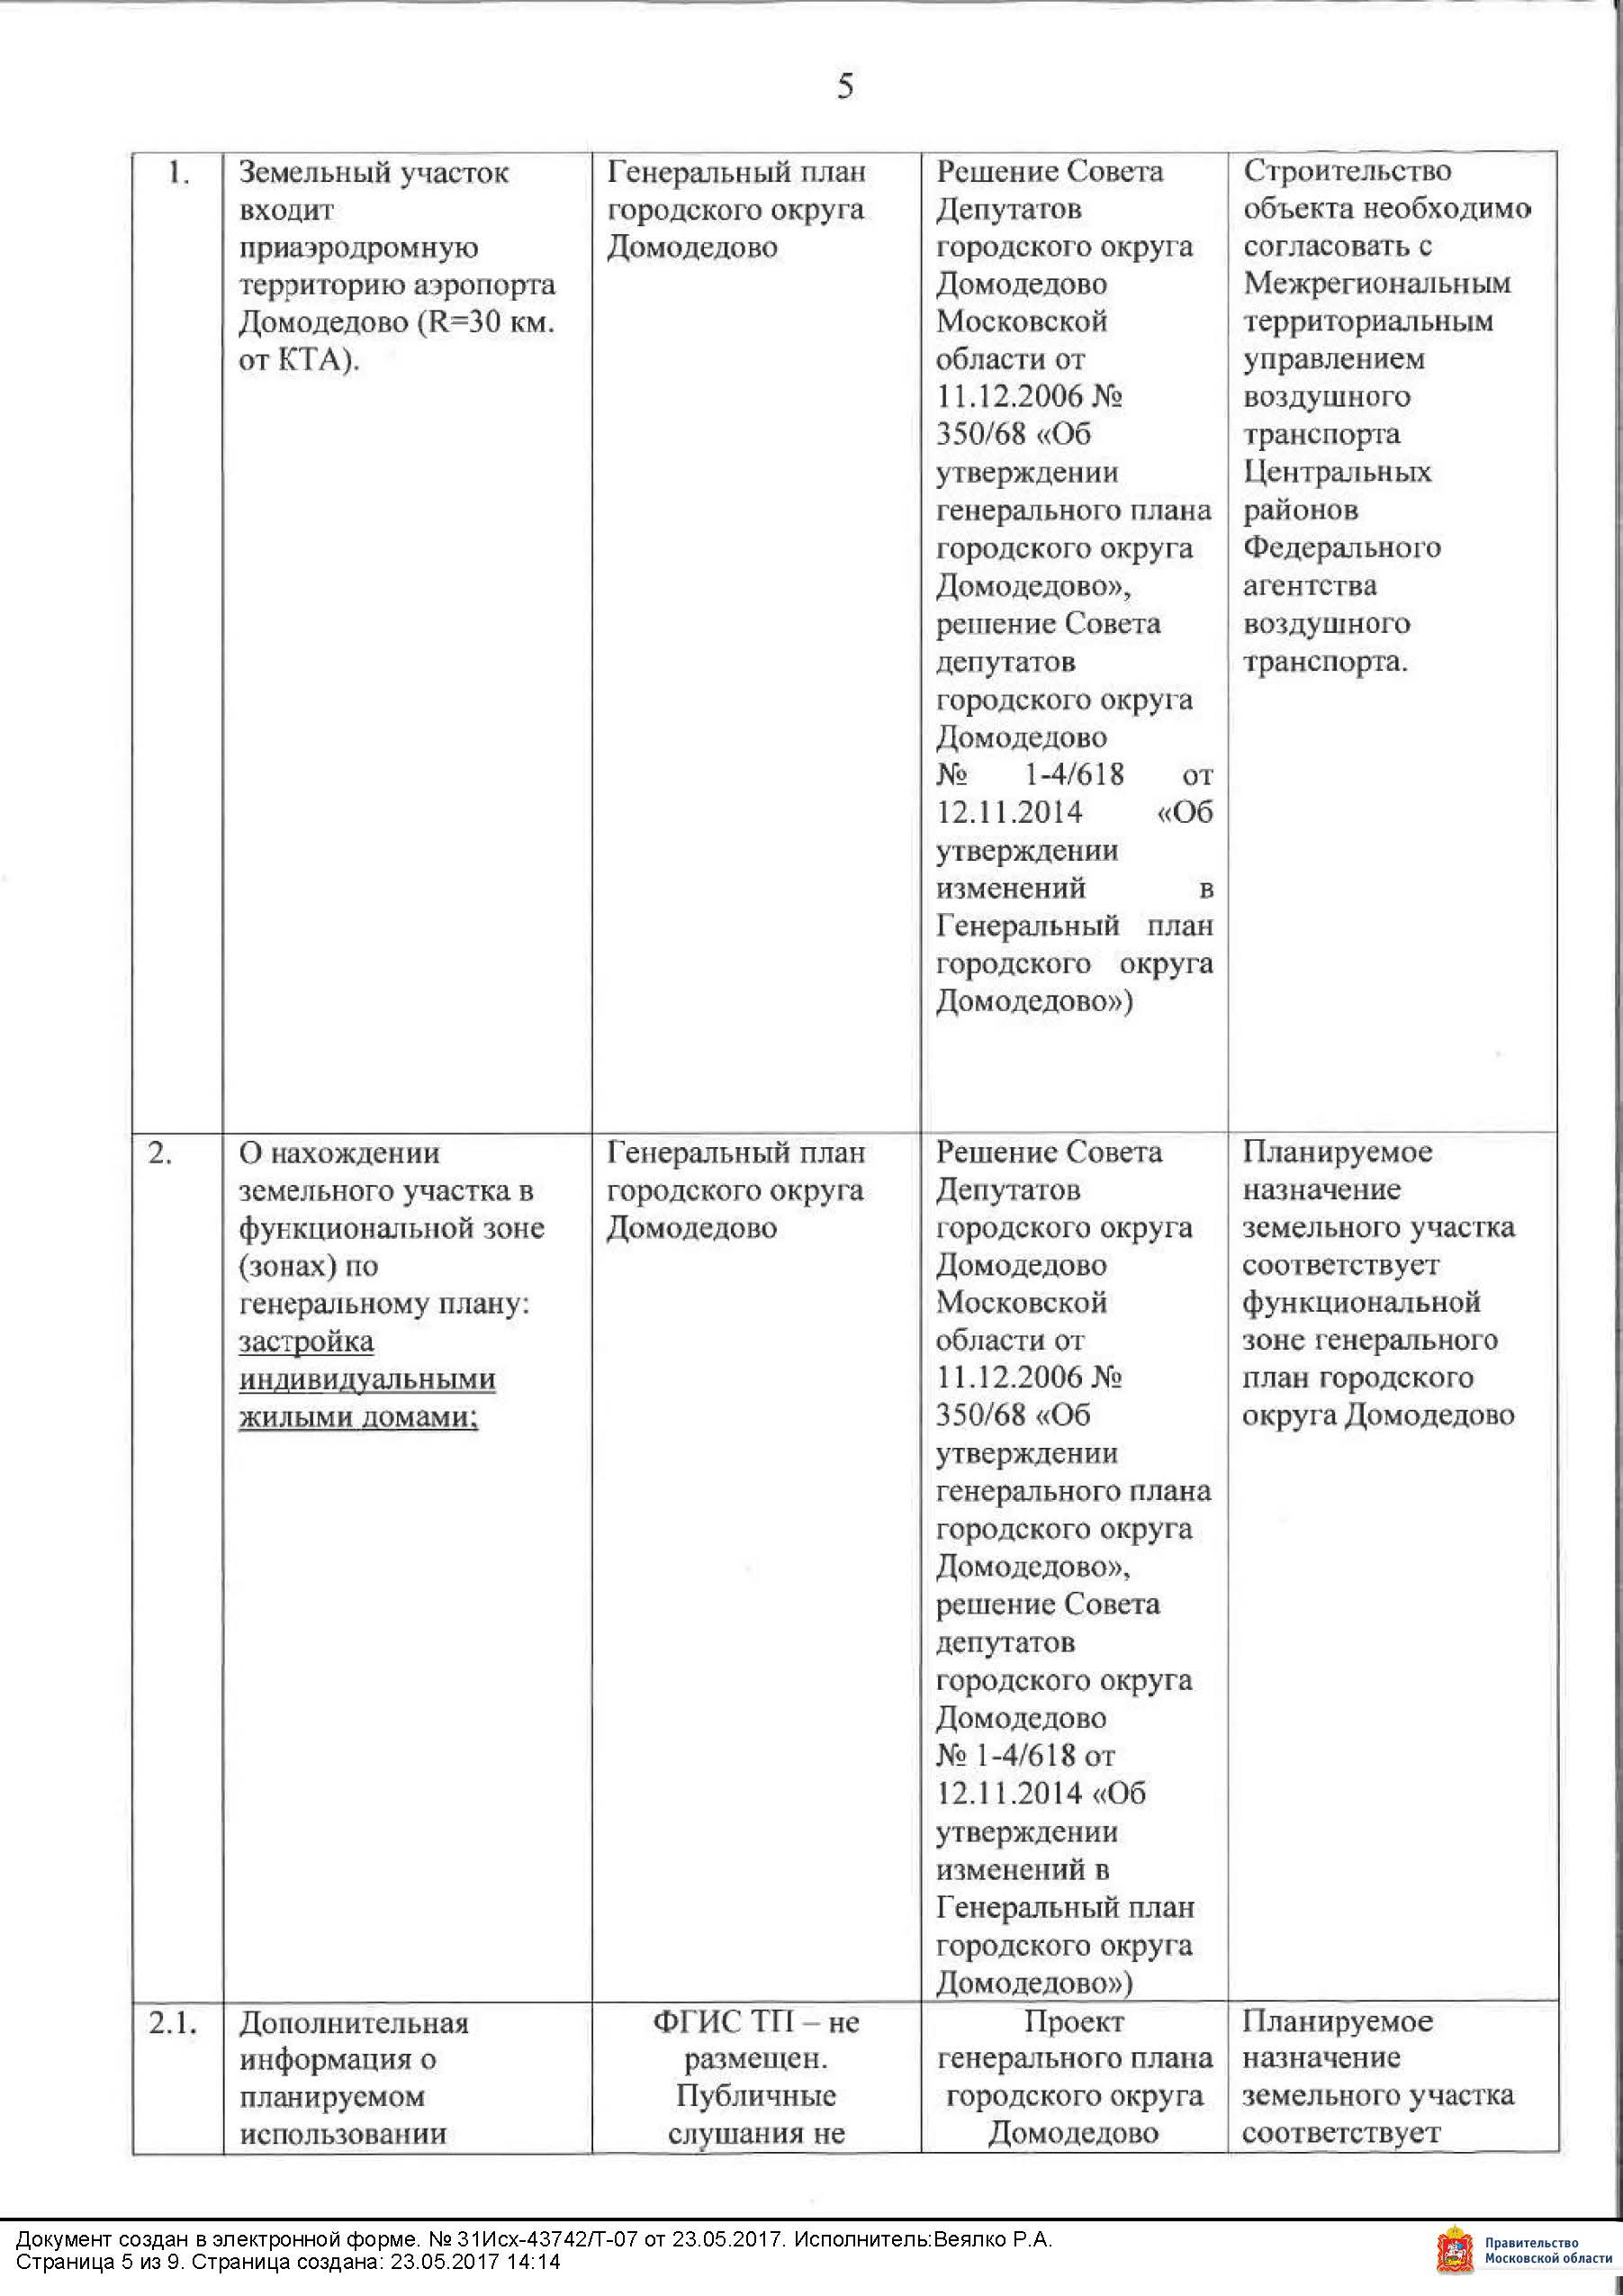 5
1.
Земельный участок
входит
приаэродромную
территорию аэропорта
Домодедово (R=30 км.
от КТА).
Генеральный план
городского округа
Домодедово
Решение Совета
Депутатов
городского округа
Домодедово
Московской
области от
11.12.2006 №
350/68 «Об
утверждении
генерального плана
городского округа
Домодедово»,
решение Совета
депутатов
городского округа
Домодедово
№ 1-4/618 от
12.11.2014 «Об
утверждении
изменений в
Генеральный план
городского округа
Домодедово»)
Строительство
объекта необходимо
согласовать с
Межрегиональным
территориальным
управлением
воздушного
транспорта
Центральных
районов
Федерального
агентства
воздушного
транспорта.
2.
О нахождении
земельного участка в
функциональной зоне
(зонах) по
генеральному плану:
застройка
индивидуальными
жилыми домами;
Генеральный план
городского округа
Домодедово
Решение Совета
Депутатов
городского округа
Домодедово
Московской
области от
11.12.2006 №
350/68 «Об
утверждении
генерального плана
городского округа
Домодедово»,
решение Совета
депутатов
городского округа
Домодедово
№ 1-4/618 от
12.11.2014 «Об
утверждении
изменений в
Генеральный план
городского округа
Домодедово»)
Планируемое
назначение
земельного участка
соответствует
функциональной
зоне генерального
план городского
округа Домодедово
2.1.
Дополнительная
информация о
планируемом
использовании
ФГИС ТП – не
размещен.
Публичные
слушания не
Проект
генерального плана
городского округа
Домодедово
Планируемое
назначение
земельного участка
соответствует
Документ создан в электронной форме. № 31Исх-43742/Т-07 от 23.05.2017. Исполнитель:Веялко Р.А.
Страница 5 из 9. Страница создана: 23.05.2017 14:14
Правительство
Московской области